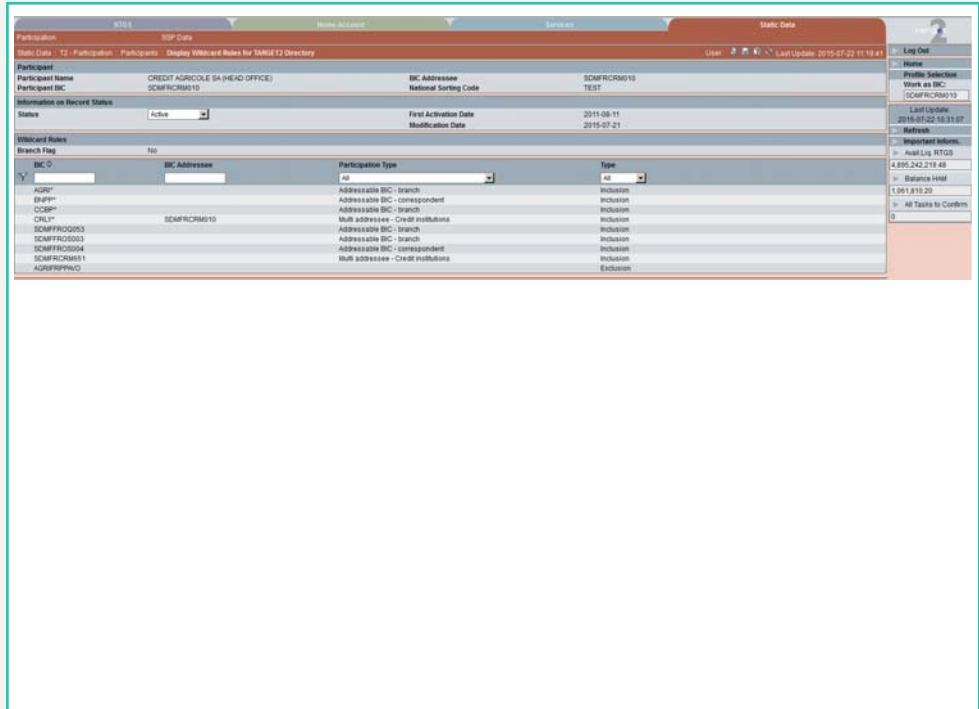 RTGS Home Account Services Static Data
Participation SSP Data
Static Data T2 - Participation Participants Display Wildcard Rules for TARGET2 Directory User: Last Update: 2015-07-22 11:19:41
Participant
Participant Name CREDIT AGRICOLE SA (HEAD OFFICE) BIC Addressee SDMFRCRM010
Participant BIC SDMFRCRM010 National Sorting Code TEST
Information on Record Status
Status Active First Activation Date 2011-08-11
Modification Date 2015-07-21
Wildcard Rules
Branch Flag No
BIC BIC Addressee Participation Type Type
All All
AGRI* Addressable BIC - branch Inclusion
BNPP* Addressable BIC - correspondent Inclusion
CCBP* Addressable BIC - branch Inclusion
CRLY* SDMFRCRM010 Multi addressee - Credit institutions Inclusion
SDMFFROQ053 Addressable BIC - branch Inclusion
SDMFFROS003 Addressable BIC - branch Inclusion
SDMFFROS004 Addressable BIC - correspondent Inclusion
SDMFRCRM651 Multi addressee - Credit institutions Inclusion
AGRIFRPPAVO Exclusion
2
Log Out
Home
Profile Selection
Work as BIC:
SDMFRCRM010
Last Update:
2015-07-22 10:31:07
Refresh
Important Inform.
Avail.Liq. RTGS
4,895,242,218.48
Balance HAM
1,061,810.20
All Tasks to Confirm
0